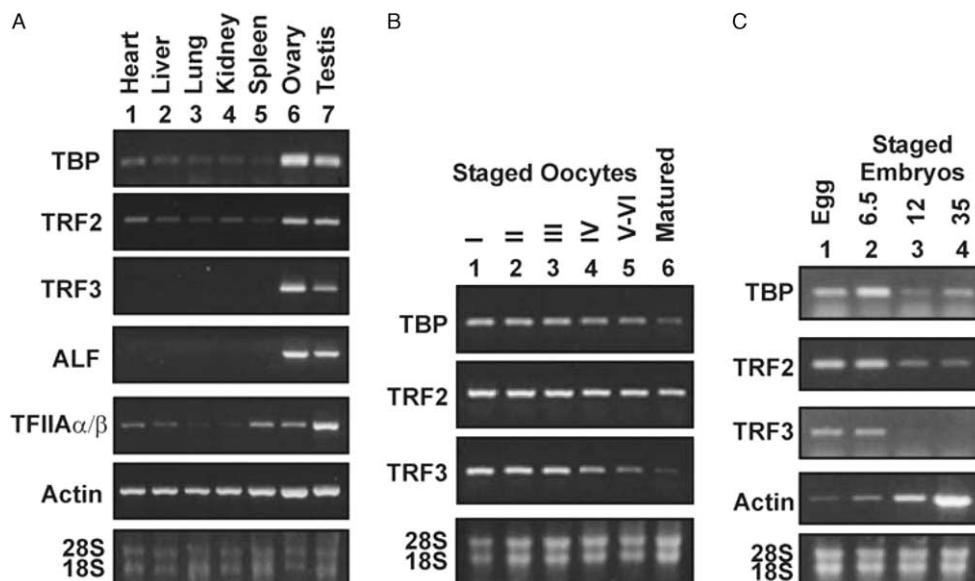 A
Heart
Liver
Lung
Kidney
Spleen
Ovary
Testis
1 2 3 4 5 6 7
TBP
TRF2
TRF3
ALF
TFIIAα/β
Actin
28S
18S
B
Staged Oocytes
I
II
III
IV
V-VI
Matured
1 2 3 4 5 6
TBP
TRF2
TRF3
28S
18S
C
Staged
Embryos
Egg
6.5
12
35
1 2 3 4
TBP
TRF2
TRF3
Actin
28S
18S